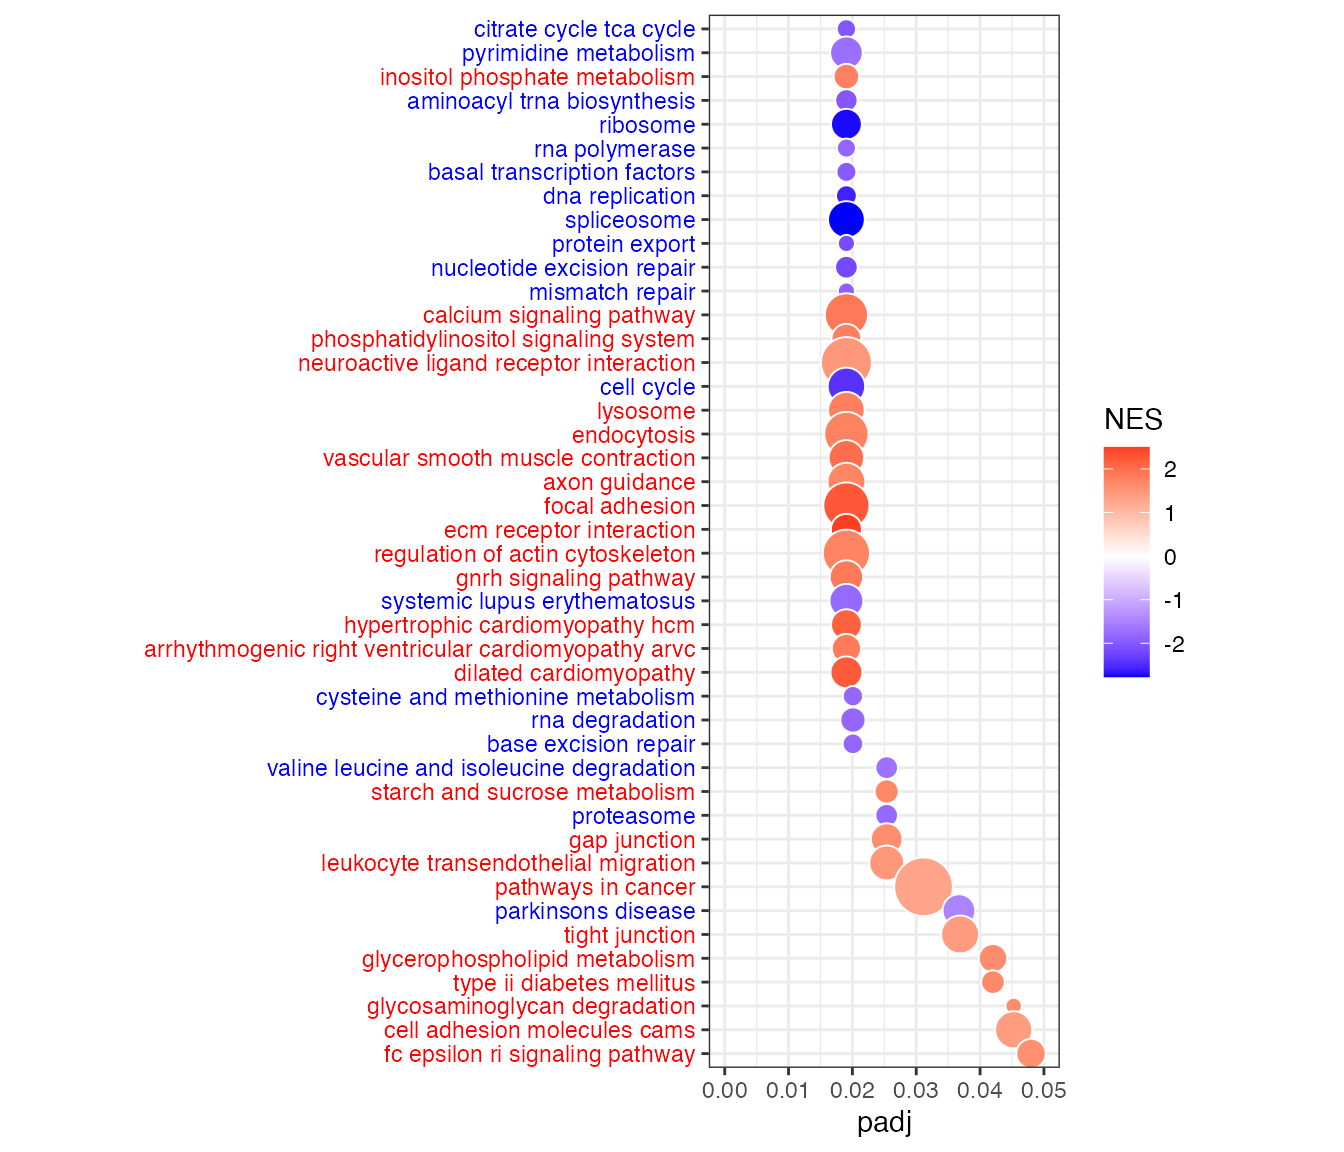 citrate cycle tca cycle
pyrimidine metabolism
inositol phosphate metabolism
aminoacyl trna biosynthesis
ribosome
rna polymerase
basal transcription factors
dna replication
spliceosome
protein export
nucleotide excision repair
mismatch repair
calcium signaling pathway
phosphatidylinositol signaling system
neuroactive ligand receptor interaction
cell cycle
lysosome
endocytosis
vascular smooth muscle contraction
axon guidance
focal adhesion
ecm receptor interaction
regulation of actin cytoskeleton
gnrh signaling pathway
systemic lupus erythematosus
hypertrophic cardiomyopathy hcm
arrhythmogenic right ventricular cardiomyopathy arvc
dilated cardiomyopathy
cysteine and methionine metabolism
rna degradation
base excision repair
valine leucine and isoleucine degradation
starch and sucrose metabolism
proteasome
gap junction
leukocyte transendothelial migration
pathways in cancer
parkinsons disease
tight junction
glycerophospholipid metabolism
type ii diabetes mellitus
glycosaminoglycan degradation
cell adhesion molecules cams
fc epsilon ri signaling pathway
0.00 0.01 0.02 0.03 0.04 0.05
padj
NES
2
1
0
-1
-2